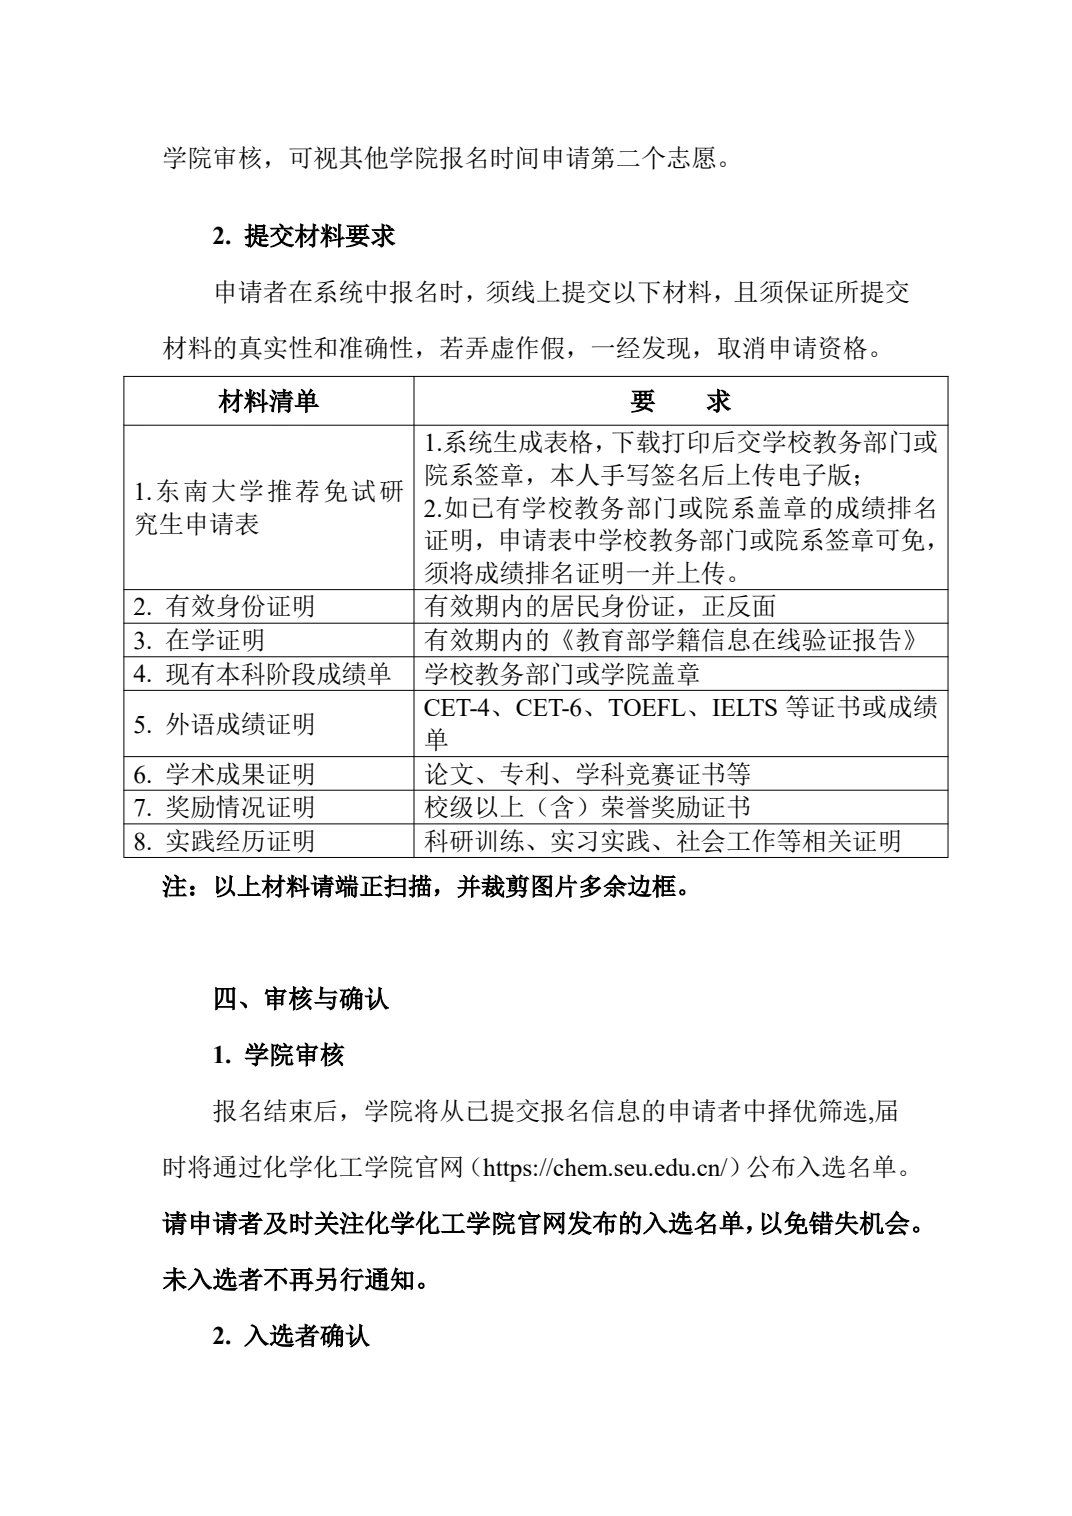 学院审核，可视其他学院报名时间申请第二个志愿。
2. 提交材料要求
申请者在系统中报名时，须线上提交以下材料，且须保证所提交
材料的真实性和准确性，若弄虚作假，一经发现，取消申请资格。
材料清单
要 求
1.东南大学推荐免试研
究生申请表
1.系统生成表格，下载打印后交学校教务部门或
院系签章，本人手写签名后上传电子版；
2.如已有学校教务部门或院系盖章的成绩排名
证明，申请表中学校教务部门或院系签章可免，
须将成绩排名证明一并上传。
2. 有效身份证明
有效期内的居民身份证，正反面
3. 在学证明
有效期内的《教育部学籍信息在线验证报告》
4. 现有本科阶段成绩单
学校教务部门或学院盖章
5. 外语成绩证明
CET-4、CET-6、TOEFL、IELTS 等证书或成绩
单
6. 学术成果证明
论文、专利、学科竞赛证书等
7. 奖励情况证明
校级以上（含）荣誉奖励证书
8. 实践经历证明
科研训练、实习实践、社会工作等相关证明
注：以上材料请端正扫描，并裁剪图片多余边框。
四、审核与确认
1. 学院审核
报名结束后，学院将从已提交报名信息的申请者中择优筛选,届
时将通过化学化工学院官网（https://chem.seu.edu.cn/）公布入选名单。
请申请者及时关注化学化工学院官网发布的入选名单，以免错失机会。
未入选者不再另行通知。
2. 入选者确认